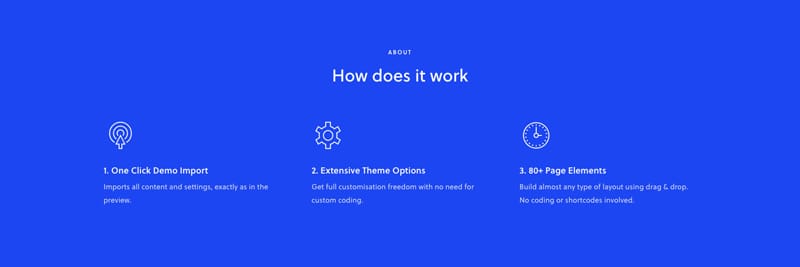 ABOUT
How does it work
1. One Click Demo Import
Imports all content and settings, exactly as in the
preview.
2. Extensive Theme Options
Get full customisation freedom with no need for
custom coding.
3. 80+ Page Elements
Build almost any type of layout using drag & drop.
No coding or shortcodes involved.